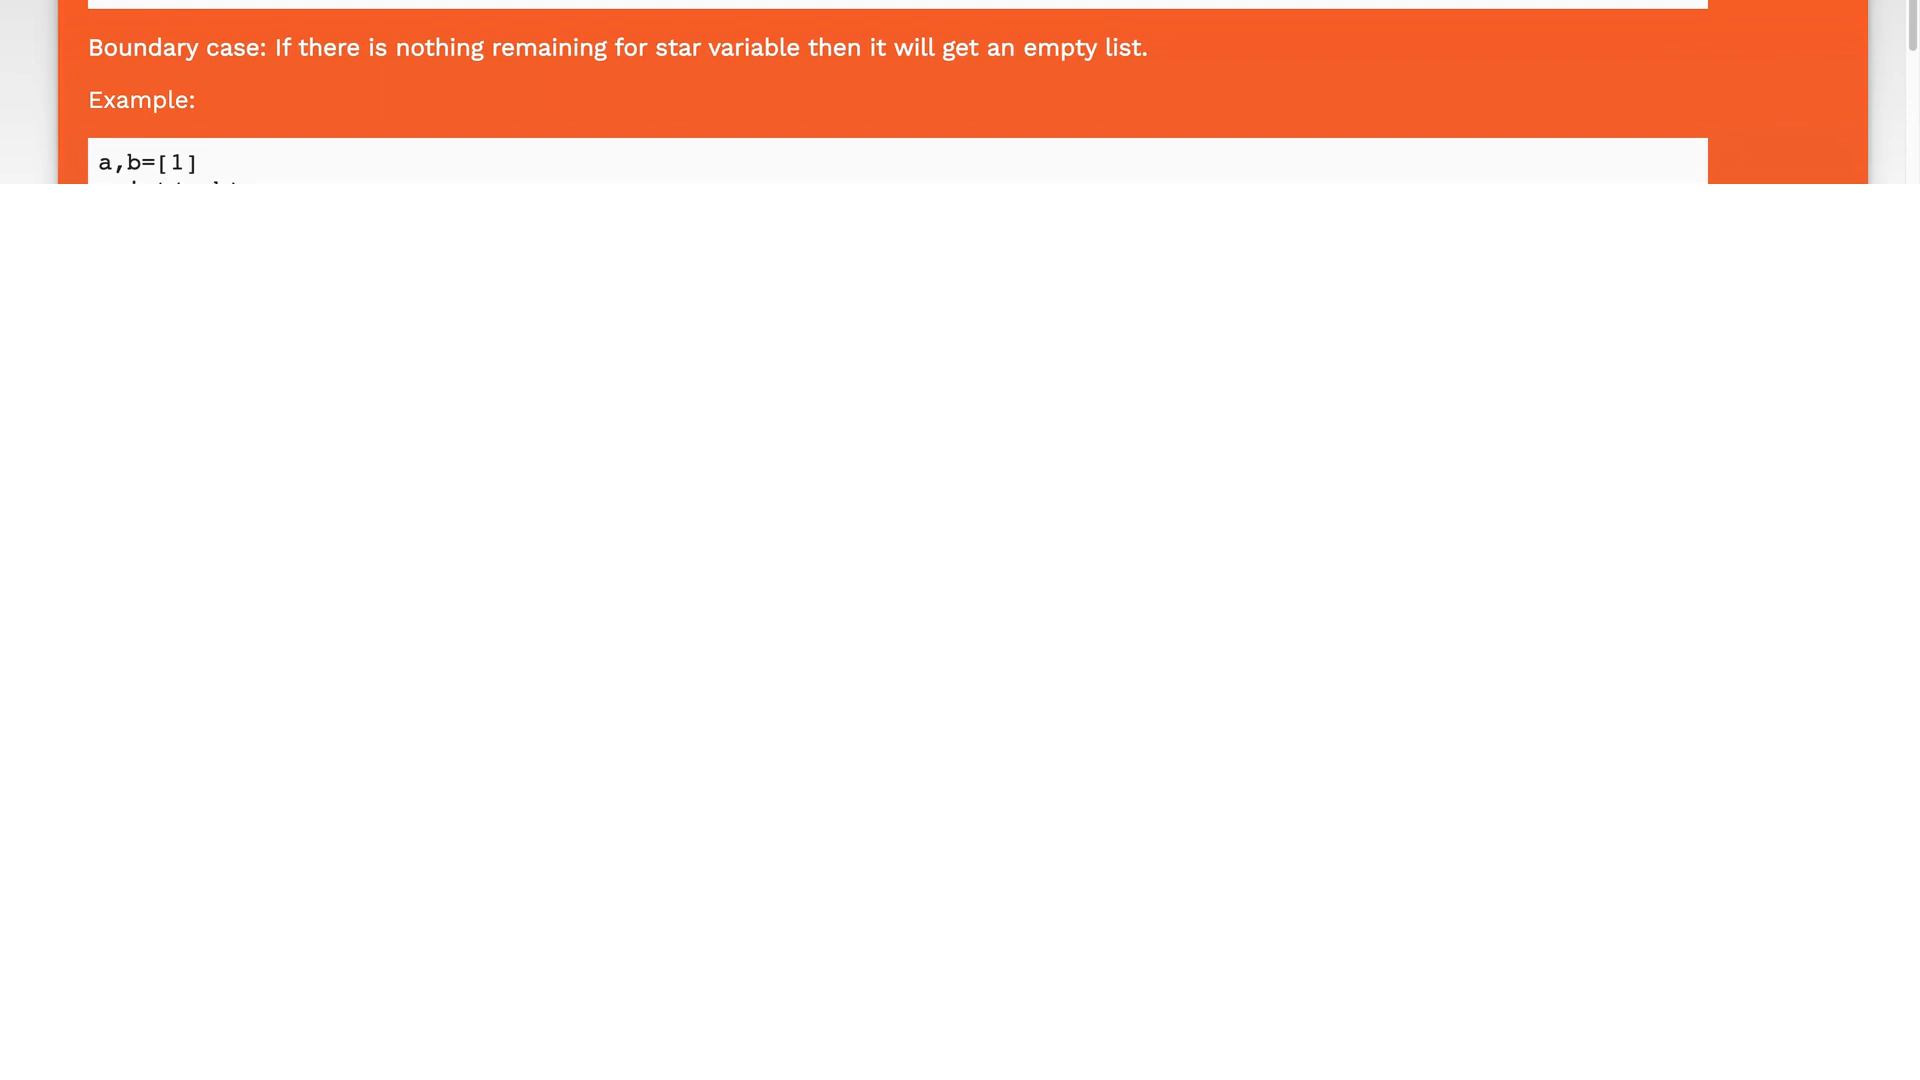 Boundary case: If there is nothing remaining for star variable then it will get an empty list.
Example:
a,b=[1]